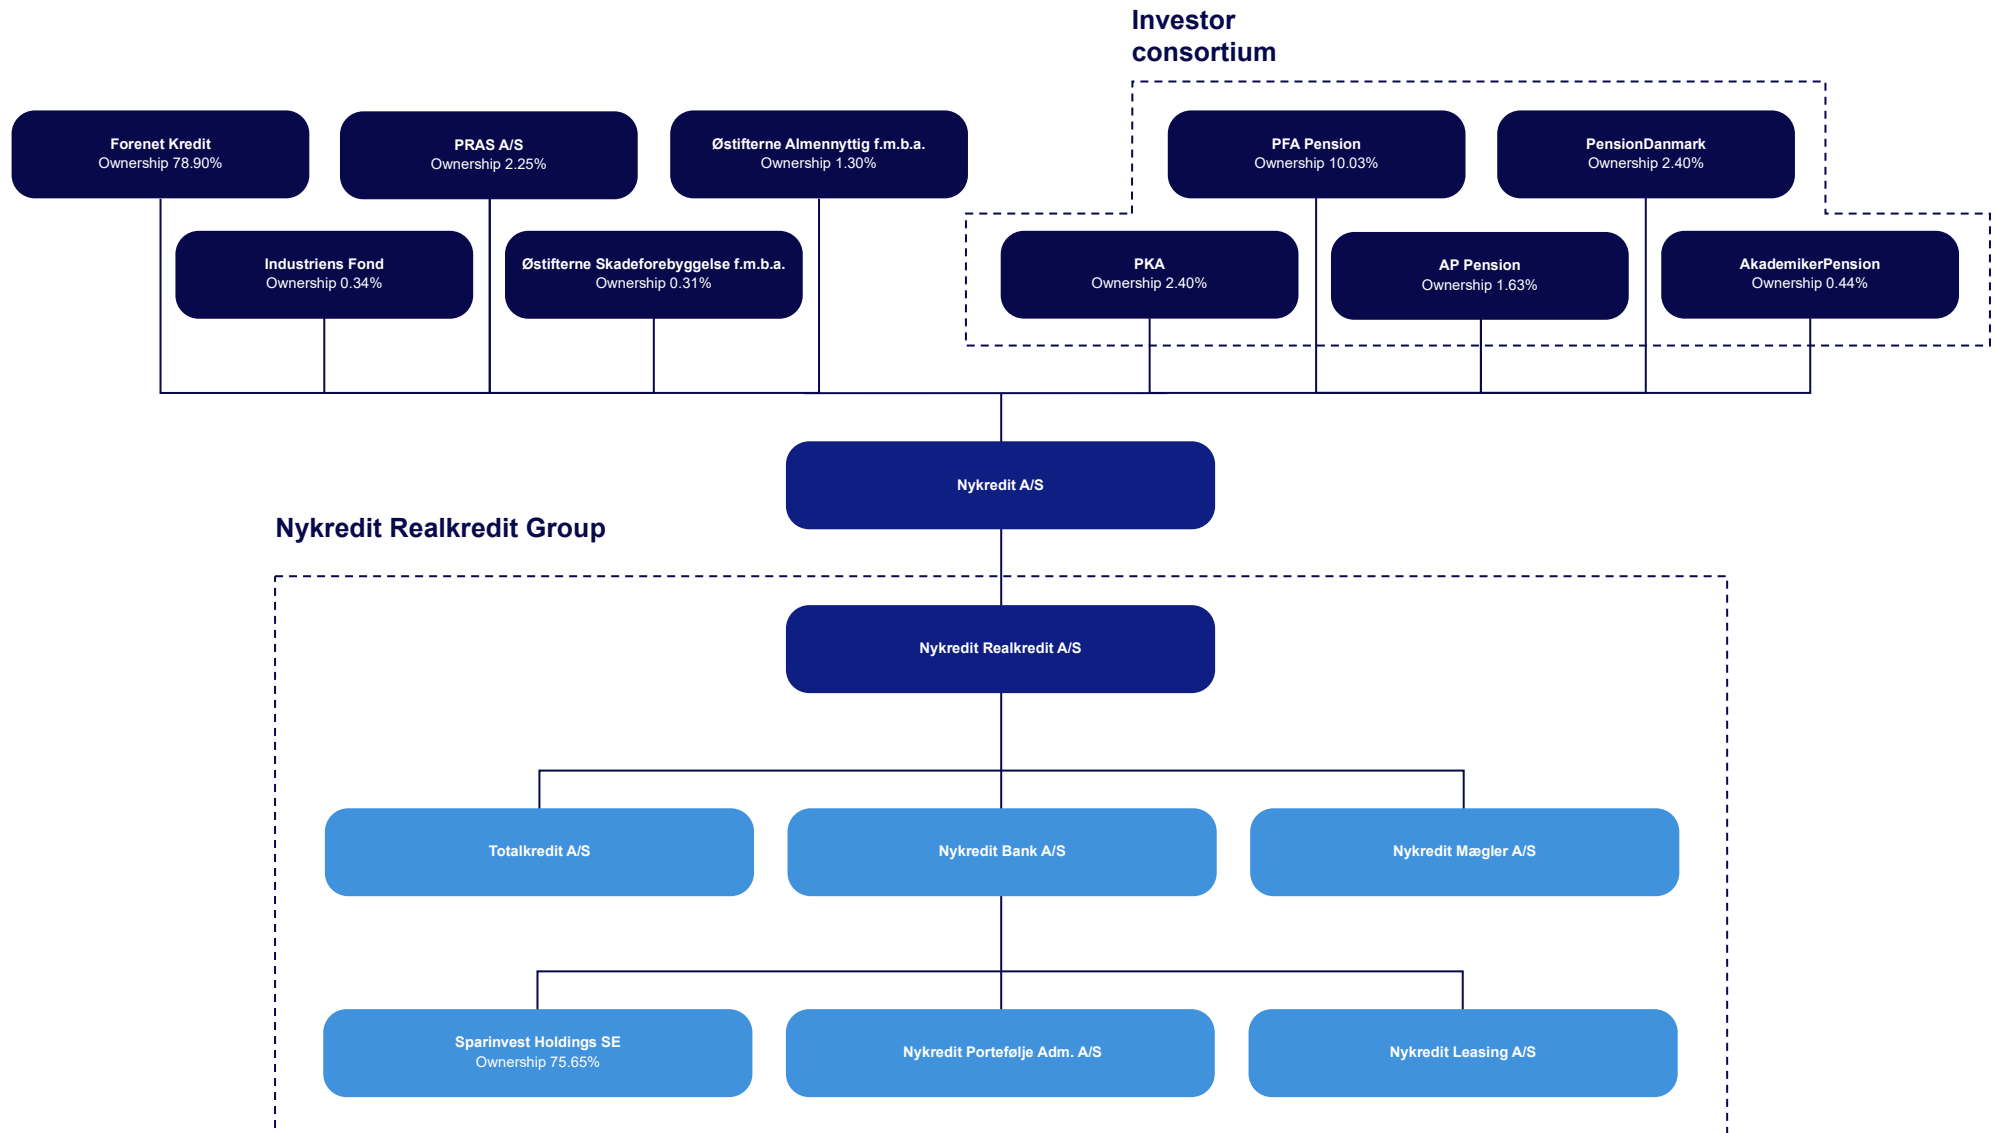 Investor
consortium
Forenet Kredit
Ownership 78.90%
PRAS A/S
Ownership 2.25%
Østifterne Almennyttig f.m.b.a.
Ownership 1.30%
PFA Pension
Ownership 10.03%
PensionDanmark
Ownership 2.40%
Industriens Fond
Ownership 0.34%
Østifterne Skadeforebyggelse f.m.b.a.
Ownership 0.31%
PKA
Ownership 2.40%
AP Pension
Ownership 1.63%
AkademikerPension
Ownership 0.44%
Nykredit A/S
Nykredit Realkredit Group
Nykredit Realkredit A/S
Totalkredit A/S
Nykredit Bank A/S
Nykredit Mægler A/S
Sparinvest Holdings SE
Ownership 75.65%
Nykredit Portefølje Adm. A/S
Nykredit Leasing A/S